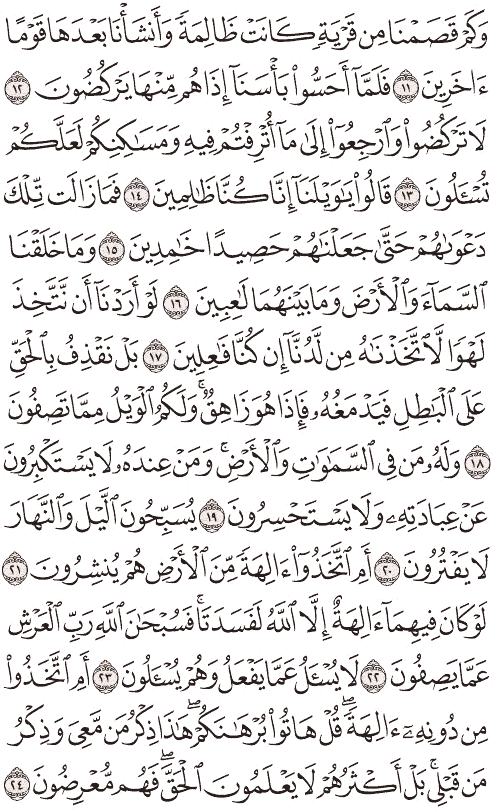 وَكَمْ قَصَمْنَا مِن قَرْيَةٍ كَانَتْ ظَالِمَةً وَأَنشَأْنَا بَعْدَهَا قَوْمًا
ءَاخَرِينَ ١١ فَلَمَّآ أَحَسُّوا۟ بَأْسَنَآ إِذَا هُم مِّنْهَا يَرْكُضُونَ ١٢
لَا تَرْكُضُوا۟ وَٱرْجِعُوٓا۟ إِلَىٰ مَآ أُتْرِفْتُمْ فِيهِ وَمَسَٰكِنِكُمْ لَعَلَّكُمْ
تُسْـَٔلُونَ ١٣ قَالُوا۟ يَٰوَيْلَنَآ إِنَّا كُنَّا ظَٰلِمِينَ ١٤ فَمَا زَالَت تِّلْكَ
دَعْوَىٰهُمْ حَتَّىٰ جَعَلْنَٰهُمْ حَصِيدًا خَٰمِدِينَ ١٥ وَمَا خَلَقْنَا
ٱلسَّمَآءَ وَٱلْأَرْضَ وَمَا بَيْنَهُمَا لَٰعِبِينَ ١٦ لَوْ أَرَدْنَآ أَن نَّتَّخِذَ
لَهْوًا لَّٱتَّخَذْنَٰهُ مِن لَّدُنَّآ إِن كُنَّا فَٰعِلِينَ ١٧ بَلْ نَقْذِفُ بِٱلْحَقِّ
عَلَى ٱلْبَٰطِلِ فَيَدْمَغُهُۥ فَإِذَا هُوَ زَاهِقٌ ۚ وَلَكُمُ ٱلْوَيْلُ مِمَّا تَصِفُونَ
١٨ وَلَهُۥ مَن فِى ٱلسَّمَٰوَٰتِ وَٱلْأَرْضِ ۚ وَمَنْ عِندَهُۥ لَا يَسْتَكْبِرُونَ
عَنْ عِبَادَتِهِۦ وَلَا يَسْتَحْسِرُونَ ١٩ يُسَبِّحُونَ ٱلَّيْلَ وَٱلنَّهَارَ
لَا يَفْتُرُونَ ٢٠ أَمِ ٱتَّخَذُوٓا۟ ءَالِهَةً مِّنَ ٱلْأَرْضِ هُمْ يُنشِرُونَ ٢١
لَوْ كَانَ فِيهِمَآ ءَالِهَةٌ إِلَّا ٱللَّهُ لَفَسَدَتَا ۚ فَسُبْحَٰنَ ٱللَّهِ رَبِّ ٱلْعَرْشِ
عَمَّا يَصِفُونَ ٢٢ لَا يُسْـَٔلُ عَمَّا يَفْعَلُ وَهُمْ يُسْـَٔلُونَ ٢٣ أَمِ ٱتَّخَذُوا۟
مِن دُونِهِۦٓ ءَالِهَةً ۖ قُلْ هَاتُوا۟ بُرْهَٰنَكُمْ ۖ هَٰذَا ذِكْرُ مَن مَّعِىَ وَذِكْرُ
مَن قَبْلِى ۗ بَلْ أَكْثَرُهُمْ لَا يَعْلَمُونَ ٱلْحَقَّ ۖ فَهُم مُّعْرِضُونَ ٢٤